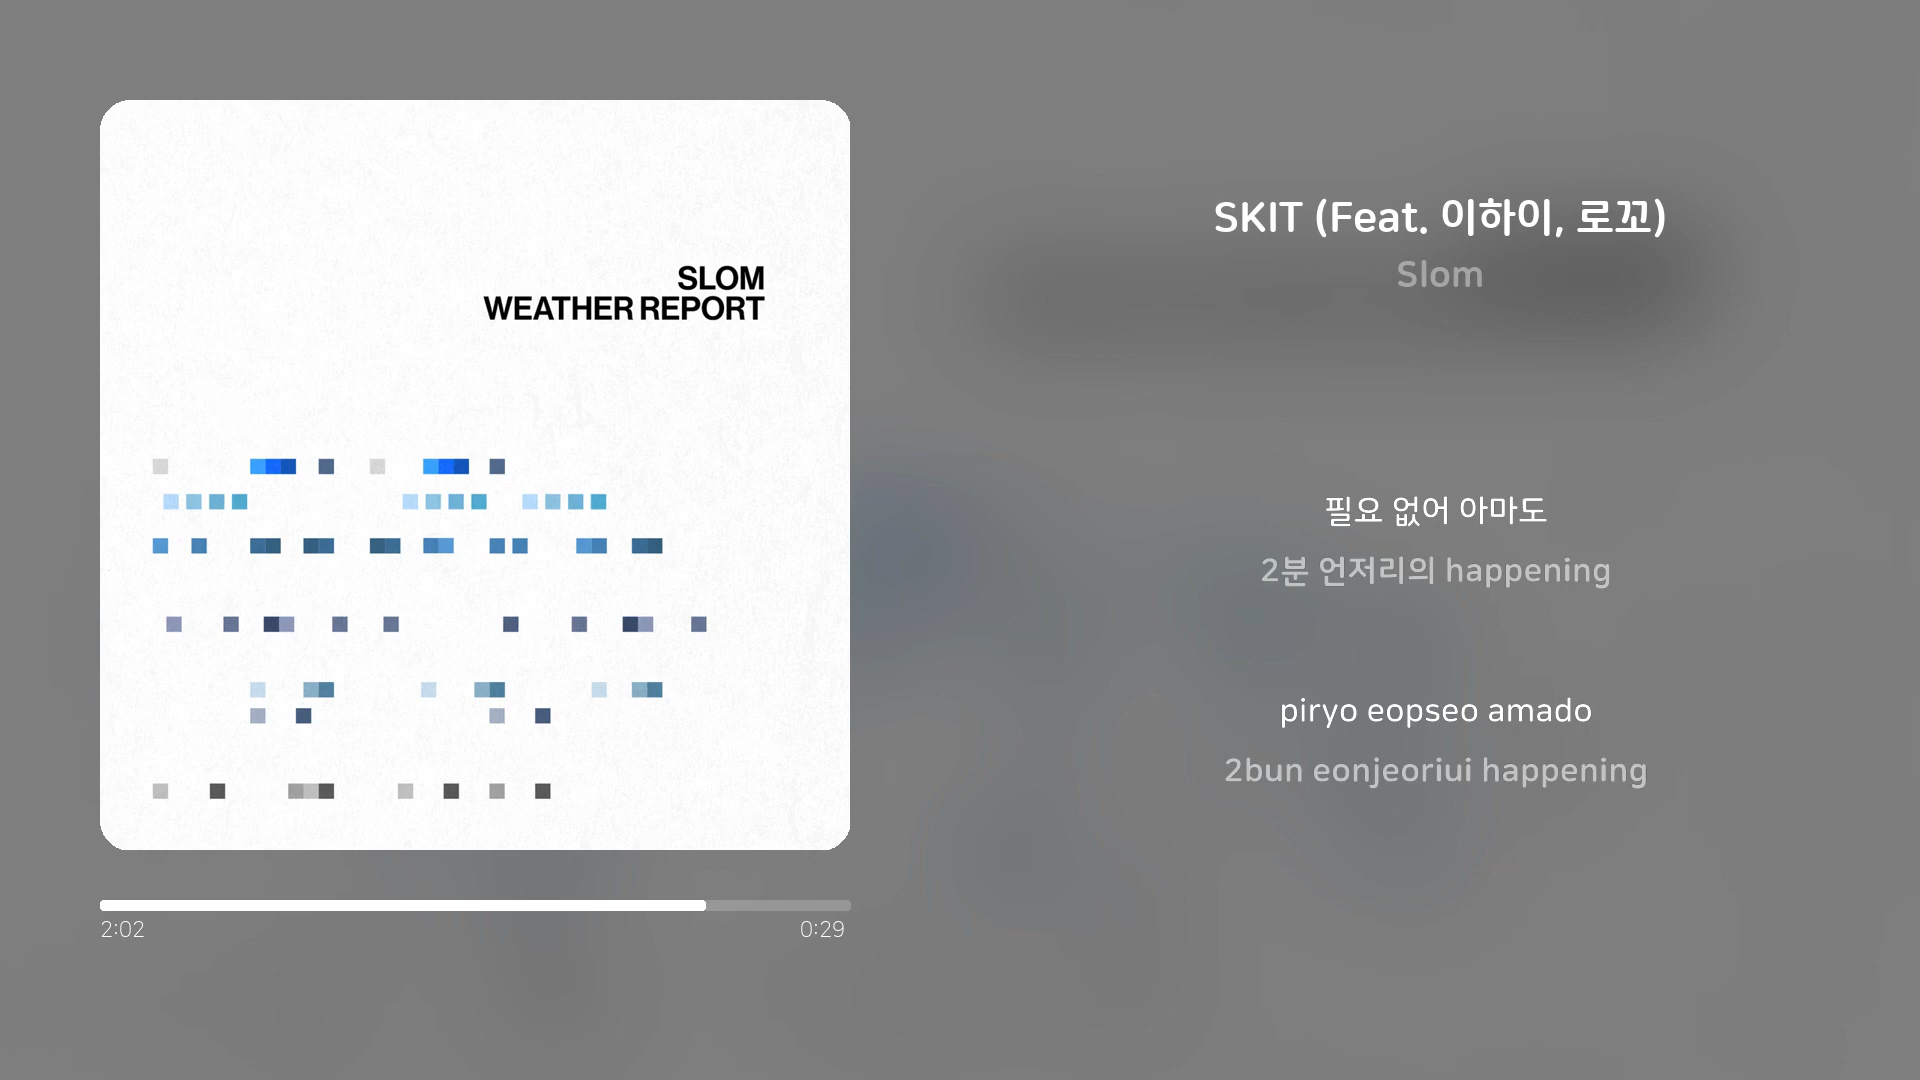 SLOM
WEATHER REPORT
2:02
0:29
SKIT (Feat. 이하이, 로꼬)
Slom
필요 없어 아마도
2분 언저리의 happening
piryo eopseo amado
2bun eonjeoriui happening